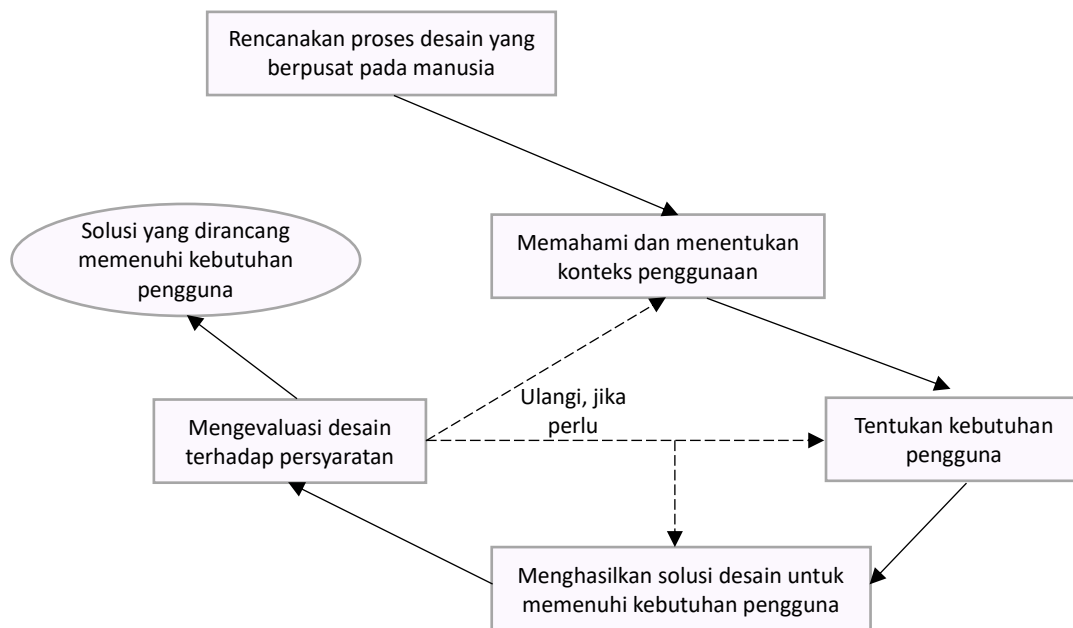 Rencanakan proses desain yang
berpusat pada manusia
Solusi yang dirancang
memenuhi kebutuhan
pengguna
Memahami dan menentukan
konteks penggunaan
Ulangi, jika
perlu
Mengevaluasi desain
terhadap persyaratan
Tentukan kebutuhan
pengguna
Menghasilkan solusi desain untuk
memenuhi kebutuhan pengguna